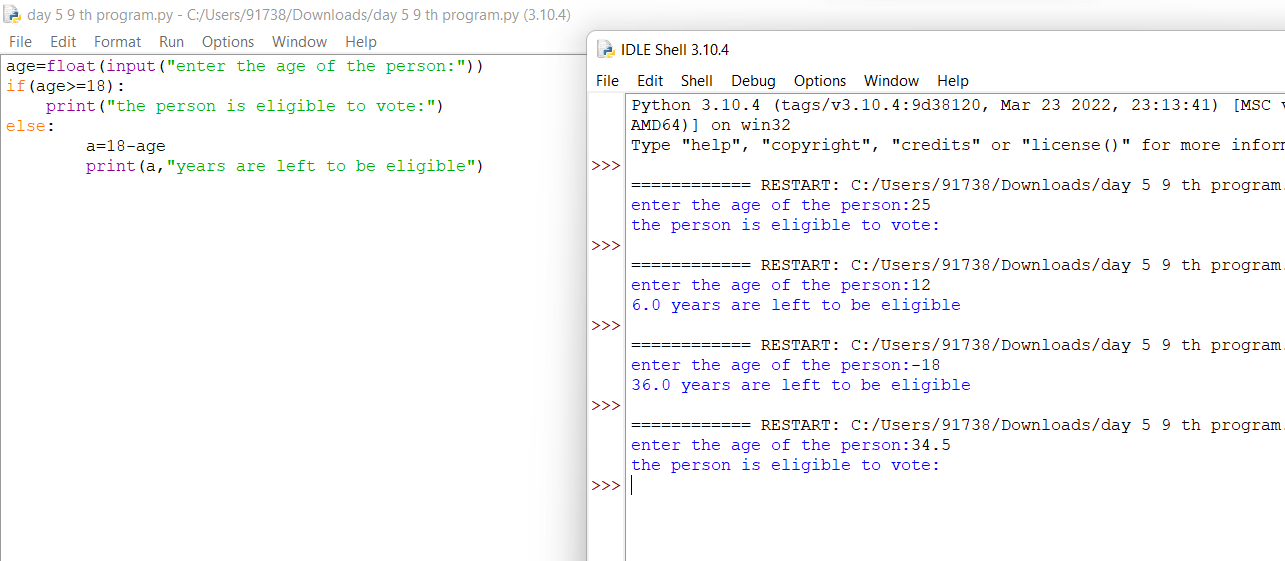 day 5 9 th program.py - C:/Users/91738/Downloads/day 5 9 th program.py (3.10.4)
File Edit Format Run Options Window Help
age=float(input("enter the age of the person:"))
if(age>=18):
    print("the person is eligible to vote:")
else:
        a=18-age
        print(a,"years are left to be eligible")
IDLE Shell 3.10.4
File Edit Shell Debug Options Window Help
Python 3.10.4 (tags/v3.10.4:9d38120, Mar 23 2022, 23:13:41) [MSC v
AMD64)] on win32
Type "help", "copyright", "credits" or "license()" for more infor
>>>
============ RESTART: C:/Users/91738/Downloads/day 5 9 th program.
enter the age of the person:25
the person is eligible to vote:
>>>
============ RESTART: C:/Users/91738/Downloads/day 5 9 th program.
enter the age of the person:12
6.0 years are left to be eligible
>>>
============ RESTART: C:/Users/91738/Downloads/day 5 9 th program.
enter the age of the person:-18
36.0 years are left to be eligible
>>>
============ RESTART: C:/Users/91738/Downloads/day 5 9 th program.
enter the age of the person:34.5
the person is eligible to vote:
>>>